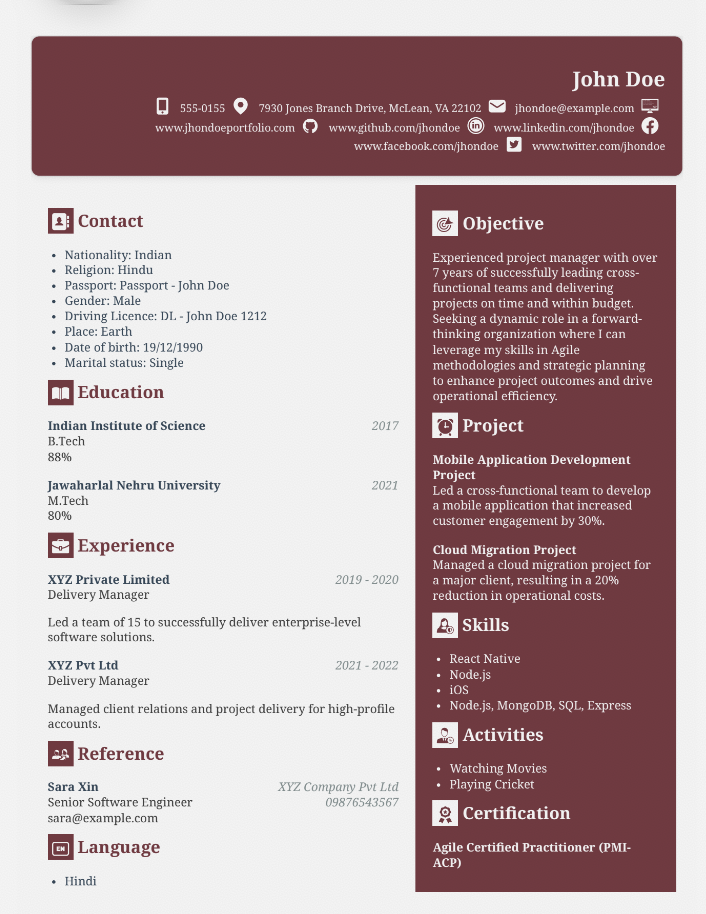 John Doe
555-0155 7930 Jones Branch Drive, McLean, VA 22102 jhondoe@example.com
www.jhondoeportfolio.com www.github.com/jhondoe www.linkedin.com/jhondoe
www.facebook.com/jhondoe www.twitter.com/jhondoe
Contact
• Nationality: Indian
• Religion: Hindu
• Passport: Passport - John Doe
• Gender: Male
• Driving Licence: DL - John Doe 1212
• Place: Earth
• Date of birth: 19/12/1990
• Marital status: Single
Education
Indian Institute of Science 2017
B.Tech
88%
Jawaharlal Nehru University 2021
M.Tech
80%
Experience
XYZ Private Limited 2019 - 2020
Delivery Manager
Led a team of 15 to successfully deliver enterprise-level
software solutions.
XYZ Pvt Ltd 2021 - 2022
Delivery Manager
Managed client relations and project delivery for high-profile
accounts.
Reference
Sara Xin XYZ Company Pvt Ltd
Senior Software Engineer 09876543567
sara@example.com
EN Language
• Hindi
Objective
Experienced project manager with over
7 years of successfully leading cross-
functional teams and delivering
projects on time and within budget.
Seeking a dynamic role in a forward-
thinking organization where I can
leverage my skills in Agile
methodologies and strategic planning
to enhance project outcomes and drive
operational efficiency.
Project
Mobile Application Development
Project
Led a cross-functional team to develop
a mobile application that increased
customer engagement by 30%.
Cloud Migration Project
Managed a cloud migration project for
a major client, resulting in a 20%
reduction in operational costs.
Skills
• React Native
• Node.js
• iOS
• Node.js, MongoDB, SQL, Express
Activities
• Watching Movies
• Playing Cricket
Certification
Agile Certified Practitioner (PMI-
ACP)